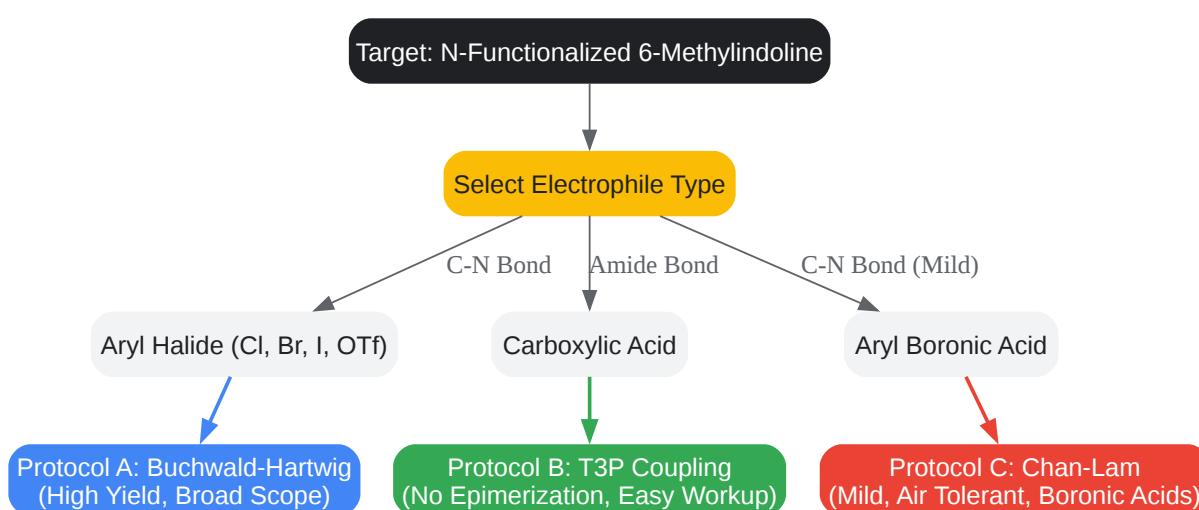 Target: N-Functionalized 6-Methylindoline
Select Electrophile Type
C-N Bond
Amide Bond
C-N Bond (Mild)
Aryl Halide (Cl, Br, I, OTf)
Carboxylic Acid
Aryl Boronic Acid
Protocol A: Buchwald-Hartwig
(High Yield, Broad Scope)
Protocol B: T3P Coupling
(No Epimerization, Easy Workup)
Protocol C: Chan-Lam
(Mild, Air Tolerant, Boronic Acids)